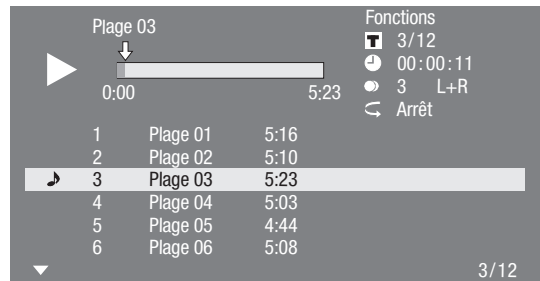 Plage 03
0:00 5:23
Fonctions
T 3/12
00:00:11
3 L+R
Arrêt
1 Plage 01 5:16
2 Plage 02 5:10
3 Plage 03 5:23
4 Plage 04 5:03
5 Plage 05 4:44
6 Plage 06 5:08
3/12